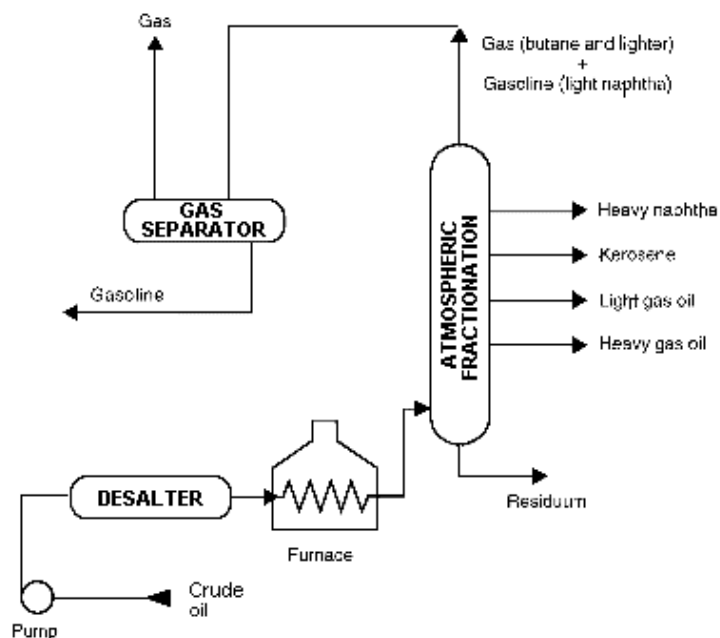 Gas
Gas (butane and lighter)
+
Gasoline (light naphtha)
GAS
SEPARATOR
Heavy naphtha
Kerosene
ATMOSPHERIC
FRACTIONATION
Light gas oil
Gasoline
Heavy gas oil
DESALTER
Residuum
Furnace
Crude
oil
Pump